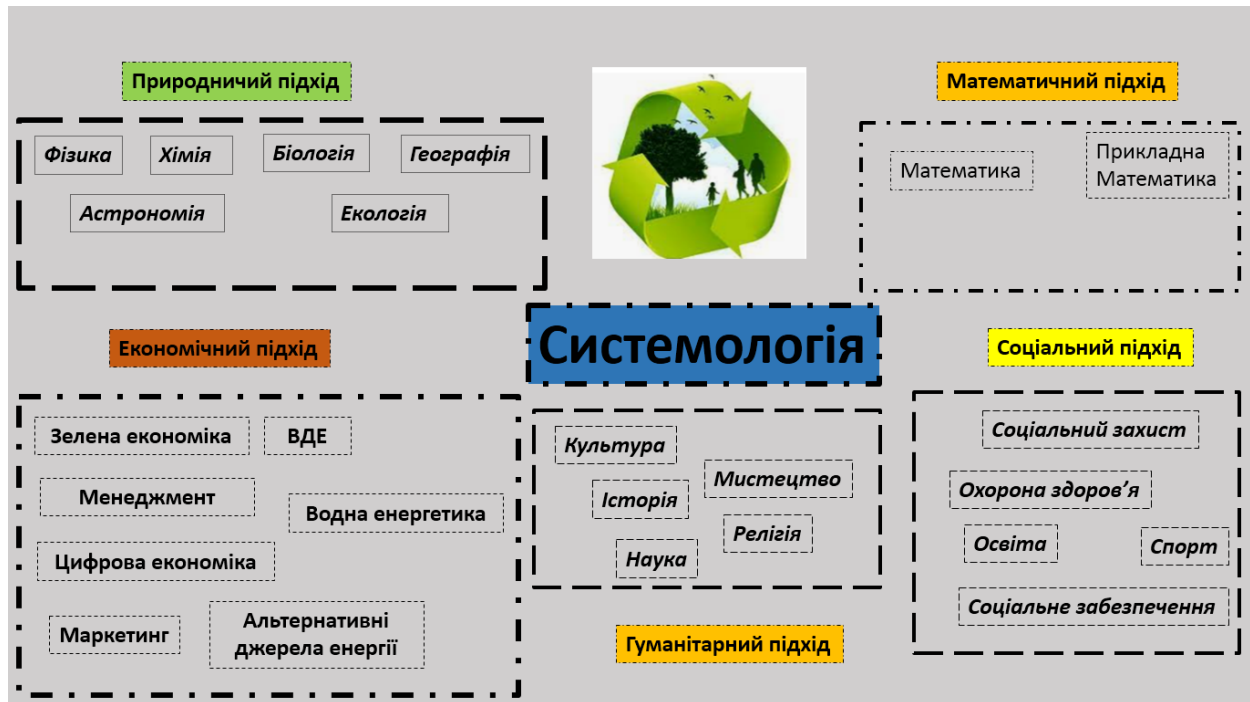 Природничий підхід
Фізика
Хімія
Біологія
Географія
Астрономія
Екологія
Математичний підхід
Математика
Прикладна
Математика
Системологія
Економічний підхід
Зелена економіка
ВДЕ
Менеджмент
Водна енергетика
Цифрова економіка
Маркетинг
Альтернативні
джерела енергії
Культура
Мистецтво
Історія
Релігія
Наука
Гуманітарний підхід
Соціальний підхід
Соціальний захист
Охорона здоров’я
Освіта
Спорт
Соціальне забезпечення